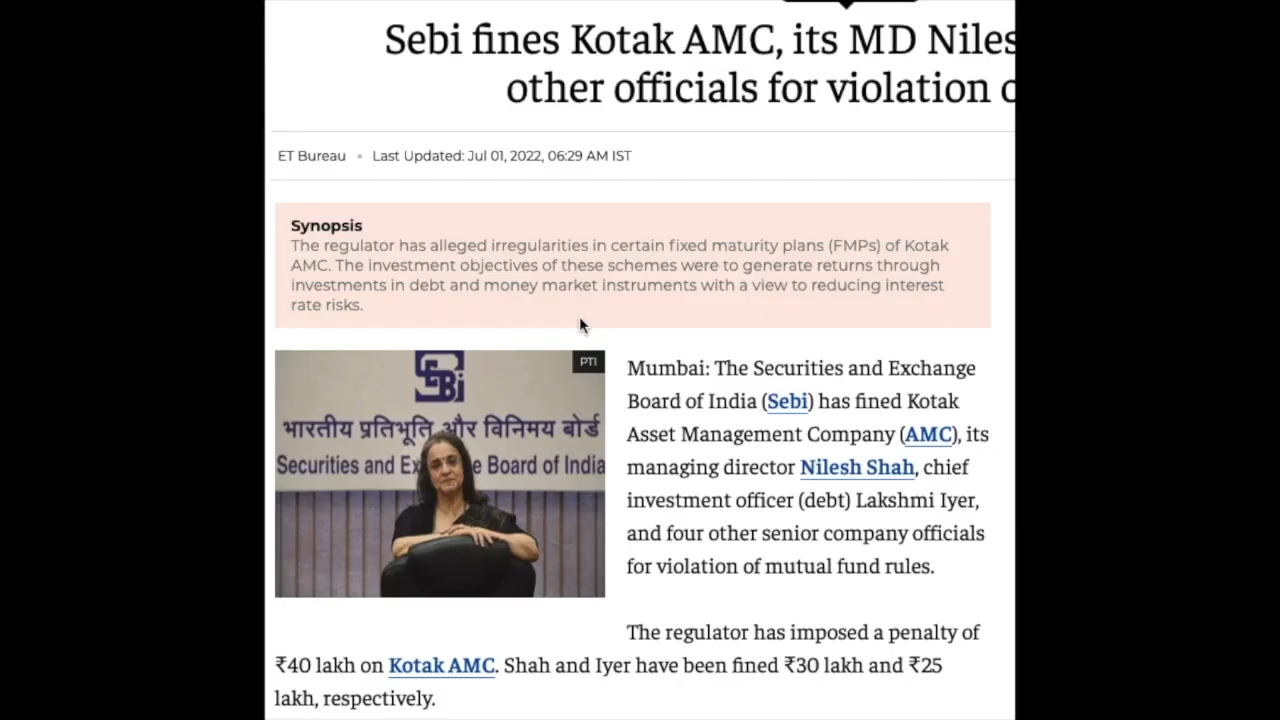 Sebi fines Kotak AMC, its MD Niles
other officials for violation
ET Bureau • Last Updated: Jul 01, 2022, 06:29 AM IST
Synopsis
The regulator has alleged irregularities in certain fixed maturity plans (FMPs) of Kotak
AMC. The investment objectives of these schemes were to generate returns through
investments in debt and money market instruments with a view to reducing interest
rate risks.
PTI
SEBI
भारतीय प्रतिभूति और विनिमय बोर्ड
Securities and Ex e Board of India
Mumbai: The Securities and Exchange
Board of India (Sebi) has fined Kotak
Asset Management Company (AMC), its
managing director Nilesh Shah, chief
investment officer (debt) Lakshmi Iyer,
and four other senior company officials
for violation of mutual fund rules.
The regulator has imposed a penalty of
₹40 lakh on Kotak AMC. Shah and Iyer have been fined ₹30 lakh and ₹25
lakh, respectively.